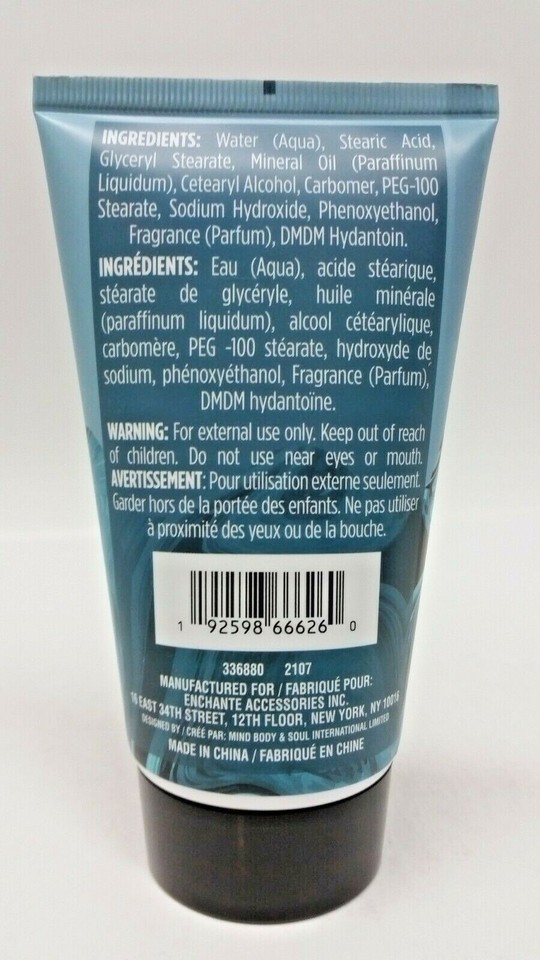 INGREDIENTS: Water (Aqua), Stearic Acid,
Glyceryl Stearate, Mineral Oil (Paraffinum
Liquidum), Cetearyl Alcohol, Carbomer, PEG-100
Stearate, Sodium Hydroxide, Phenoxyethanol,
Fragrance (Parfum), DMDM Hydantoin.
INGRÉDIENTS: Eau (Aqua), acide stéarique,
stéarate de glycéryle, huile minérale
(paraffinum liquidum), alcool cétéarylique,
carbomère, PEG -100 stéarate, hydroxyde de
sodium, phénoxyéthanol, Fragrance (Parfum),
DMDM hydantoïne.
WARNING: For external use only. Keep out of reach
of children. Do not use near eyes or mouth.
AVERTISSEMENT: Pour utilisation externe seulement.
Garder hors de la portée des enfants. Ne pas utiliser
à proximité des yeux ou de la bouche.
1 92598 66626 0
336880 2107
MANUFACTURED FOR / FABRIQUÉ POUR:
ENCHANTE ACCESSORIES INC.
16 EAST 34TH STREET, 12TH FLOOR, NEW YORK, NY 10016
DESIGNED BY / CRÉÉ PAR: MIND BODY & SOUL INTERNATIONAL LIMITED
MADE IN CHINA / FABRIQUÉ EN CHINE